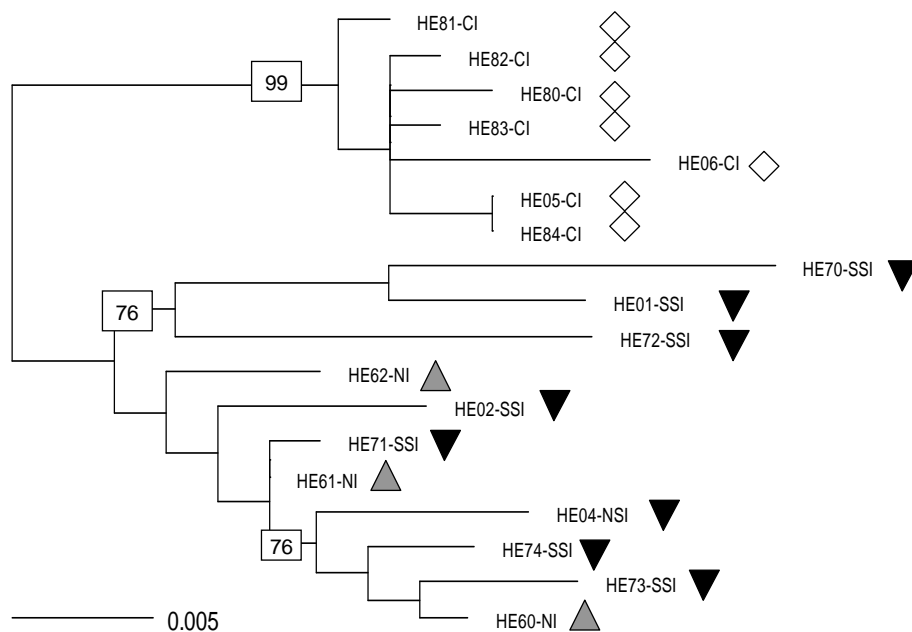 HE81-CI
HE82-CI
99
HE80-CI
HE83-CI
HE06-CI
HE05-CI
HE84-CI
HE70-SSI
HE01-SSI
76
HE72-SSI
HE62-NI
HE02-SSI
HE71-SSI
HE61-NI
HE04-NSI
76
HE74-SSI
HE73-SSI
HE60-NI
0.005